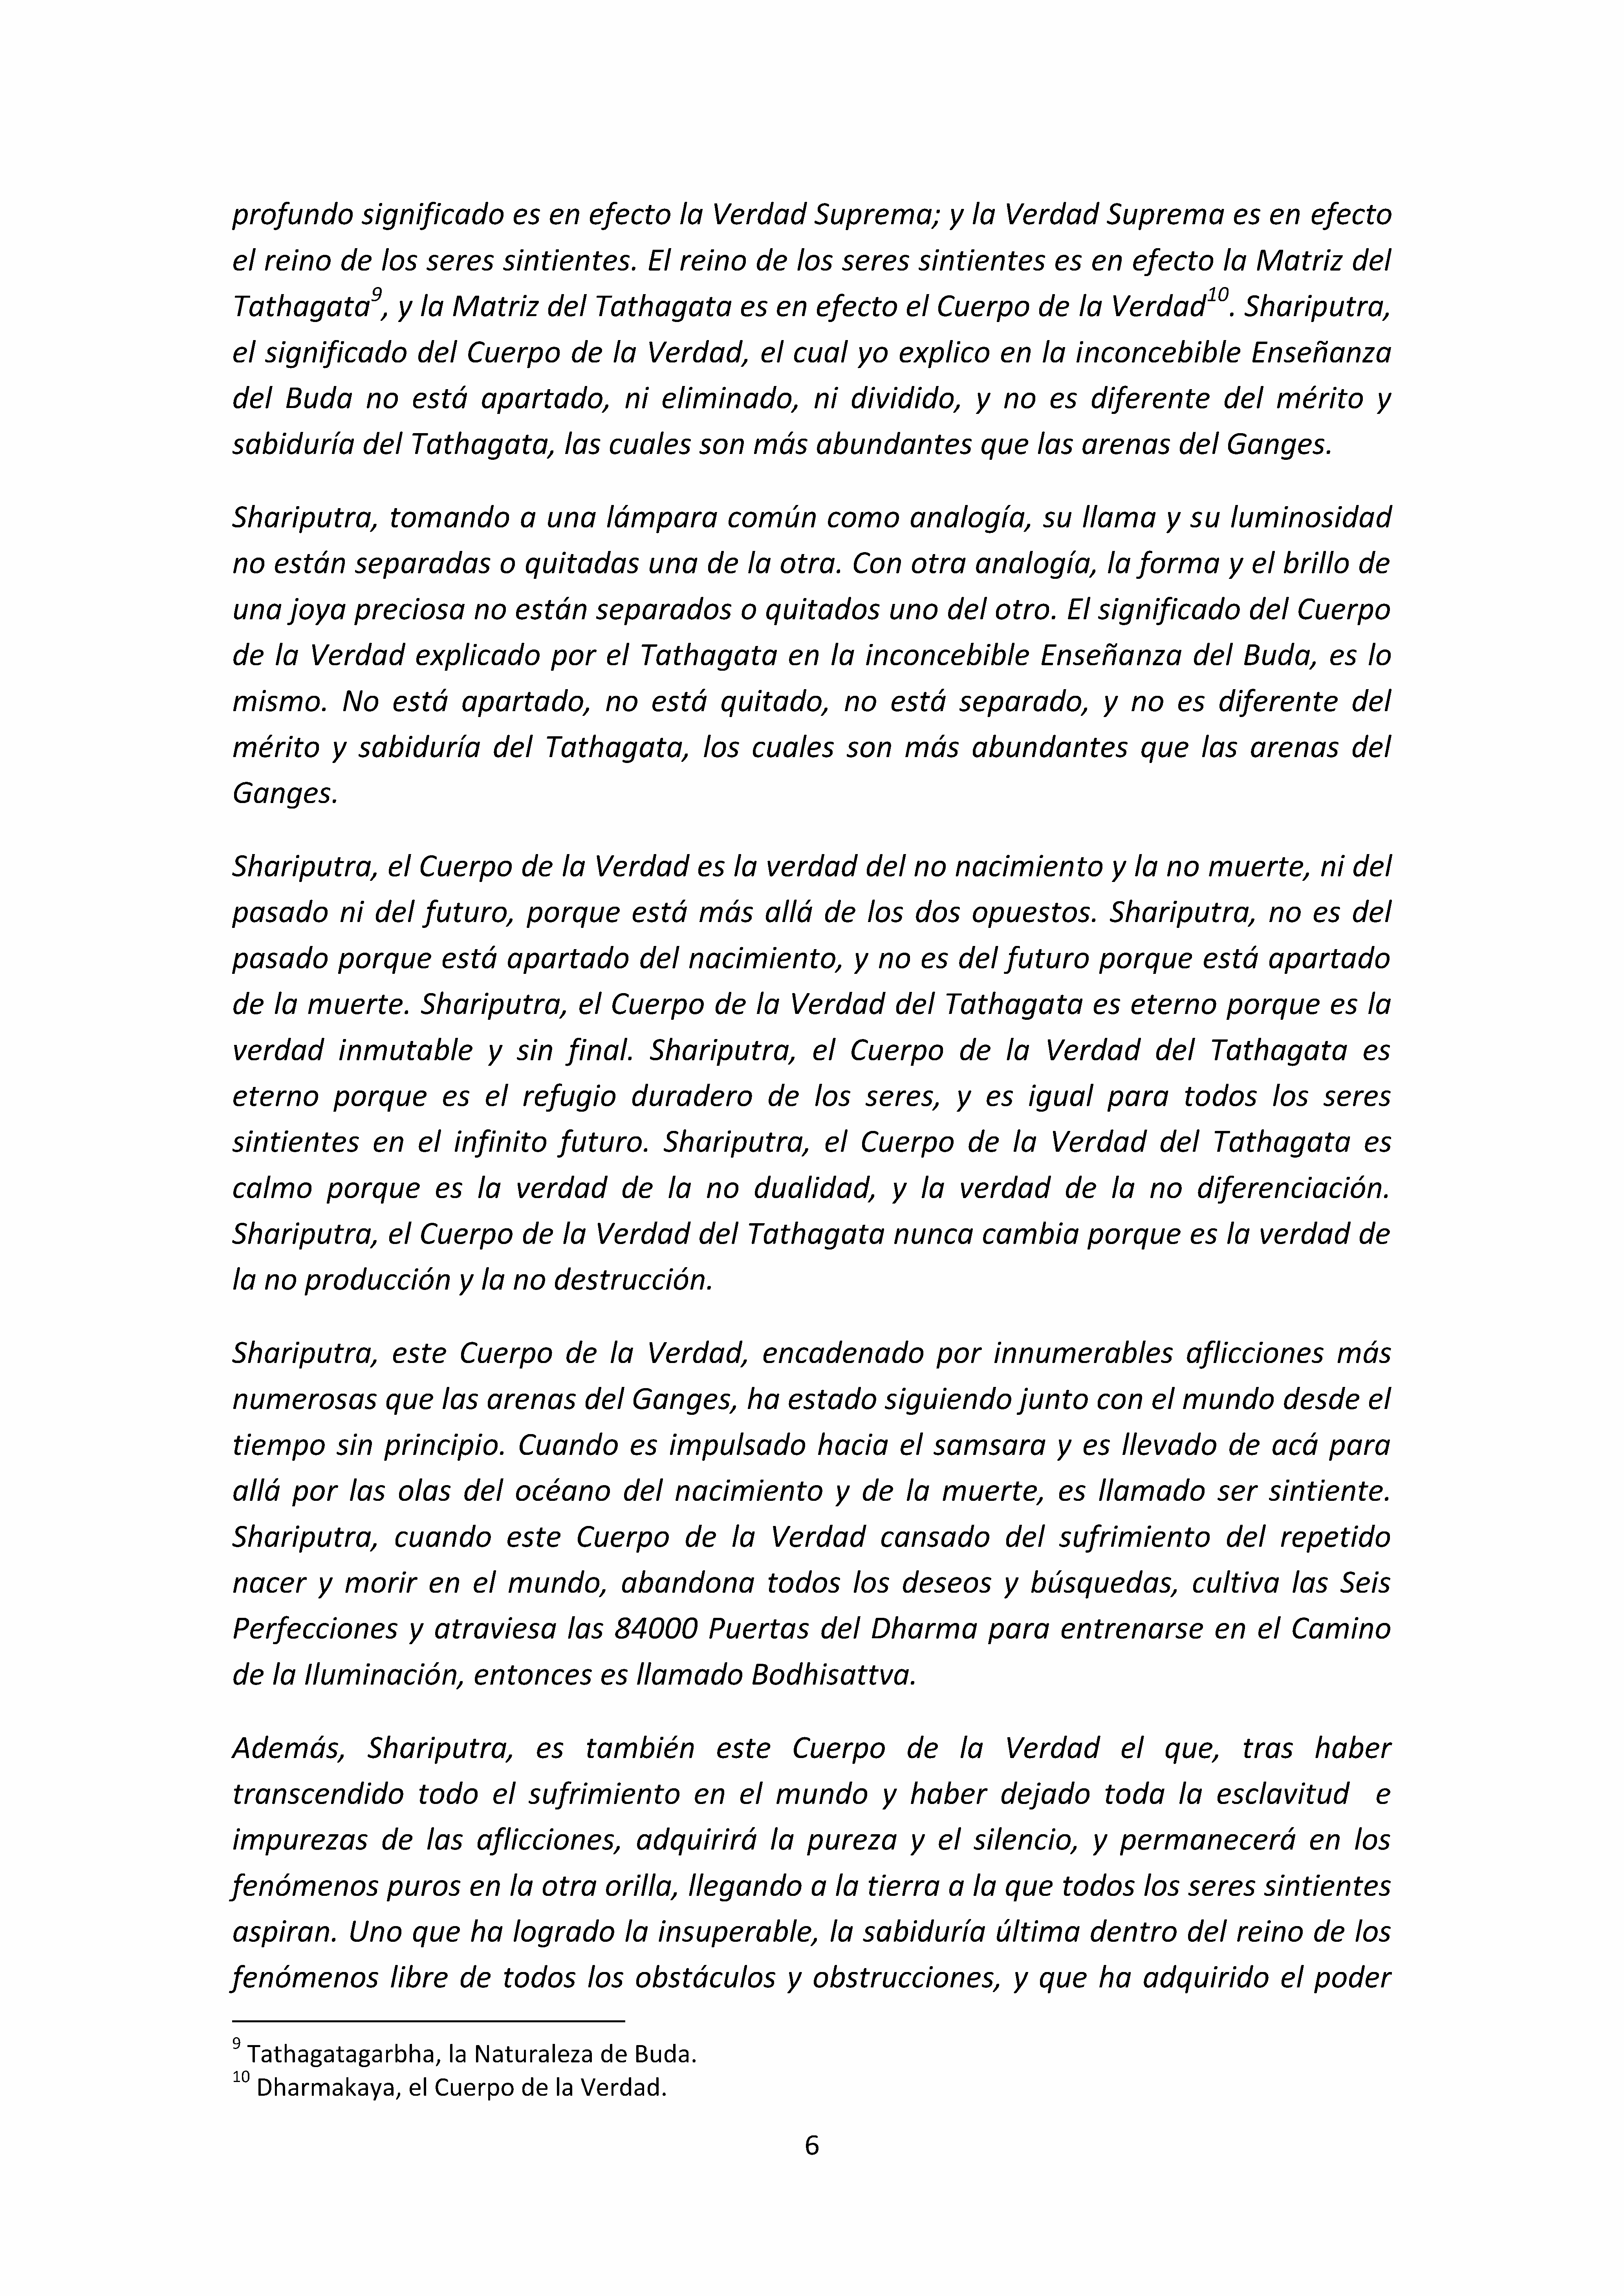 profundo significado es en efecto la Verdad Suprema; y la Verdad Suprema es en efecto
el reino de los seres sintientes. El reino de los seres sintientes es en efecto la Matriz del
Tathagata⁹, y la Matriz del Tathagata es en efecto el Cuerpo de la Verdad¹⁰. Shariputra,
el significado del Cuerpo de la Verdad, el cual yo explico en la inconcebible Enseñanza
del Buda no está apartado, ni eliminado, ni dividido, y no es diferente del mérito y
sabiduría del Tathagata, las cuales son más abundantes que las arenas del Ganges.
Shariputra, tomando a una lámpara común como analogía, su llama y su luminosidad
no están separadas o quitadas una de la otra. Con otra analogía, la forma y el brillo de
una joya preciosa no están separados o quitados uno del otro. El significado del Cuerpo
de la Verdad explicado por el Tathagata en la inconcebible Enseñanza del Buda, es lo
mismo. No está apartado, no está quitado, no está separado, y no es diferente del
mérito y sabiduría del Tathagata, los cuales son más abundantes que las arenas del
Ganges.
Shariputra, el Cuerpo de la Verdad es la verdad del no nacimiento y la no muerte, ni del
pasado ni del futuro, porque está más allá de los dos opuestos. Shariputra, no es del
pasado porque está apartado del nacimiento, y no es del futuro porque está apartado
de la muerte. Shariputra, el Cuerpo de la Verdad del Tathagata es eterno porque es la
verdad inmutable y sin final. Shariputra, el Cuerpo de la Verdad del Tathagata es
eterno porque es el refugio duradero de los seres, y es igual para todos los seres
sintientes en el infinito futuro. Shariputra, el Cuerpo de la Verdad del Tathagata es
calmo porque es la verdad de la no dualidad, y la verdad de la no diferenciación.
Shariputra, el Cuerpo de la Verdad del Tathagata nunca cambia porque es la verdad de
la no producción y la no destrucción.
Shariputra, este Cuerpo de la Verdad, encadenado por innumerables aflicciones más
numerosas que las arenas del Ganges, ha estado siguiendo junto con el mundo desde el
tiempo sin principio. Cuando es impulsado hacia el samsara y es llevado de acá para
allá por las olas del océano del nacimiento y de la muerte, es llamado ser sintiente.
Shariputra, cuando este Cuerpo de la Verdad cansado del sufrimiento del repetido
nacer y morir en el mundo, abandona todos los deseos y búsquedas, cultiva las Seis
Perfecciones y atraviesa las 84000 Puertas del Dharma para entrenarse en el Camino
de la Iluminación, entonces es llamado Bodhisattva.
Además, Shariputra, es también este Cuerpo de la Verdad el que, tras haber
transcendido todo el sufrimiento en el mundo y haber dejado toda la esclavitud e
impurezas de las aflicciones, adquirirá la pureza y el silencio, y permanecerá en los
fenómenos puros en la otra orilla, llegando a la tierra a la que todos los seres sintientes
aspiran. Uno que ha logrado la insuperable, la sabiduría última dentro del reino de los
fenómenos libre de todos los obstáculos y obstrucciones, y que ha adquirido el poder
⁹ Tathagatagarbha, la Naturaleza de Buda.
¹⁰ Dharmakaya, el Cuerpo de la Verdad.
6